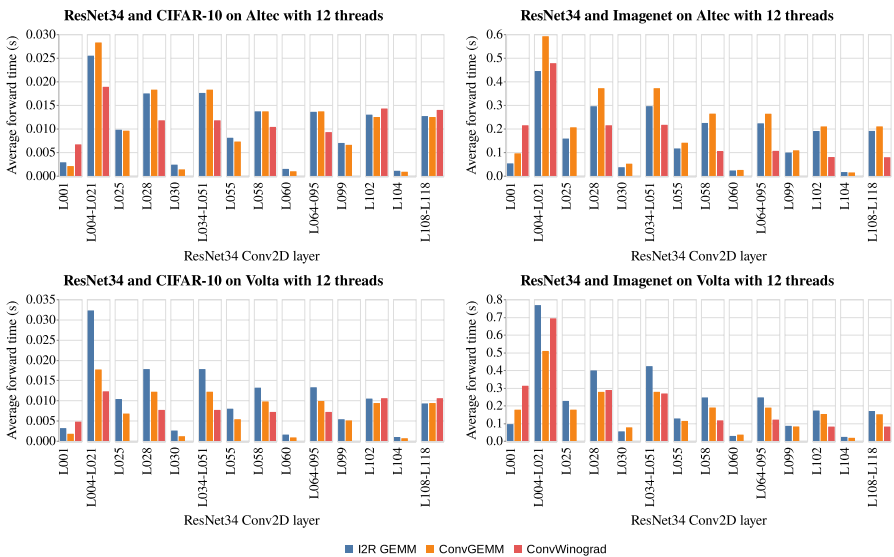 ResNet34 and CIFAR-10 on Altec with 12 threads
Average forward time (s)
0.030
0.025
0.020
0.015
0.010
0.005
0.000
L001
L004-L021
L025
L028
L030
L034-L051
L055
L058
L060
L064-095
L099
L102
L104
L108-L118
ResNet34 Conv2D layer
ResNet34 and Imagenet on Altec with 12 threads
Average forward time (s)
0.6
0.5
0.4
0.3
0.2
0.1
0.0
L001
L004-L021
L025
L028
L030
L034-L051
L055
L058
L060
L064-095
L099
L102
L104
L108-L118
ResNet34 Conv2D layer
ResNet34 and CIFAR-10 on Volta with 12 threads
Average forward time (s)
0.035
0.030
0.025
0.020
0.015
0.010
0.005
0.000
L001
L004-L021
L025
L028
L030
L034-L051
L055
L058
L060
L064-095
L099
L102
L104
L108-L118
ResNet34 Conv2D layer
ResNet34 and Imagenet on Volta with 12 threads
Average forward time (s)
0.8
0.7
0.6
0.5
0.4
0.3
0.2
0.1
0.0
L001
L004-L021
L025
L028
L030
L034-L051
L055
L058
L060
L064-095
L099
L102
L104
L108-L118
ResNet34 Conv2D layer
I2R GEMM ConvGEMM ConvWinograd